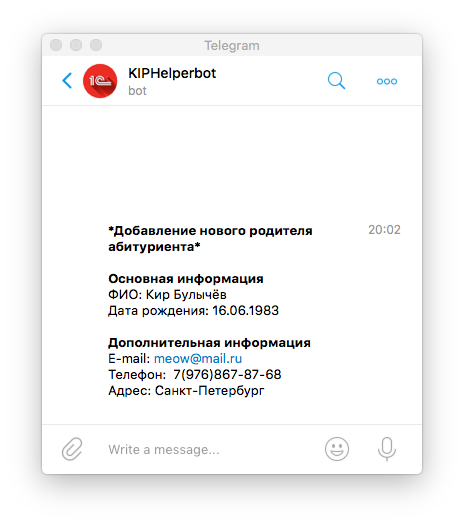 Telegram
KIPHelperbot
bot
1С
*Добавление нового родителя
20:02
абитуриента*
Основная информация
ФИО: Кир Булычёв
Дата рождения: 16.06.1983
Дополнительная информация
E-mail: meow@mail.ru
Телефон:  7(976)867-87-68
Адрес: Санкт-Петербург
Write a message...